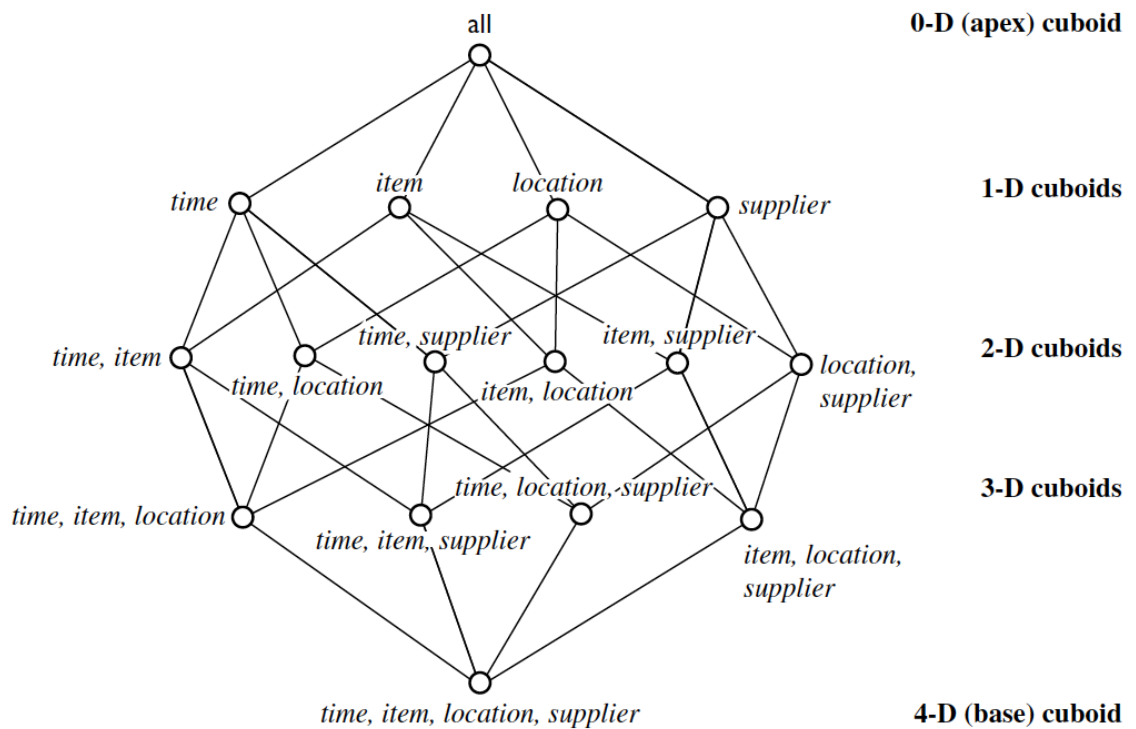 all
0-D (apex) cuboid
time
item
location
supplier
1-D cuboids
time, item
time, location
time, supplier
item, location
item, supplier
location,
supplier
2-D cuboids
time, item, location
time, item, supplier
time, location, supplier
item, location,
supplier
3-D cuboids
time, item, location, supplier
4-D (base) cuboid